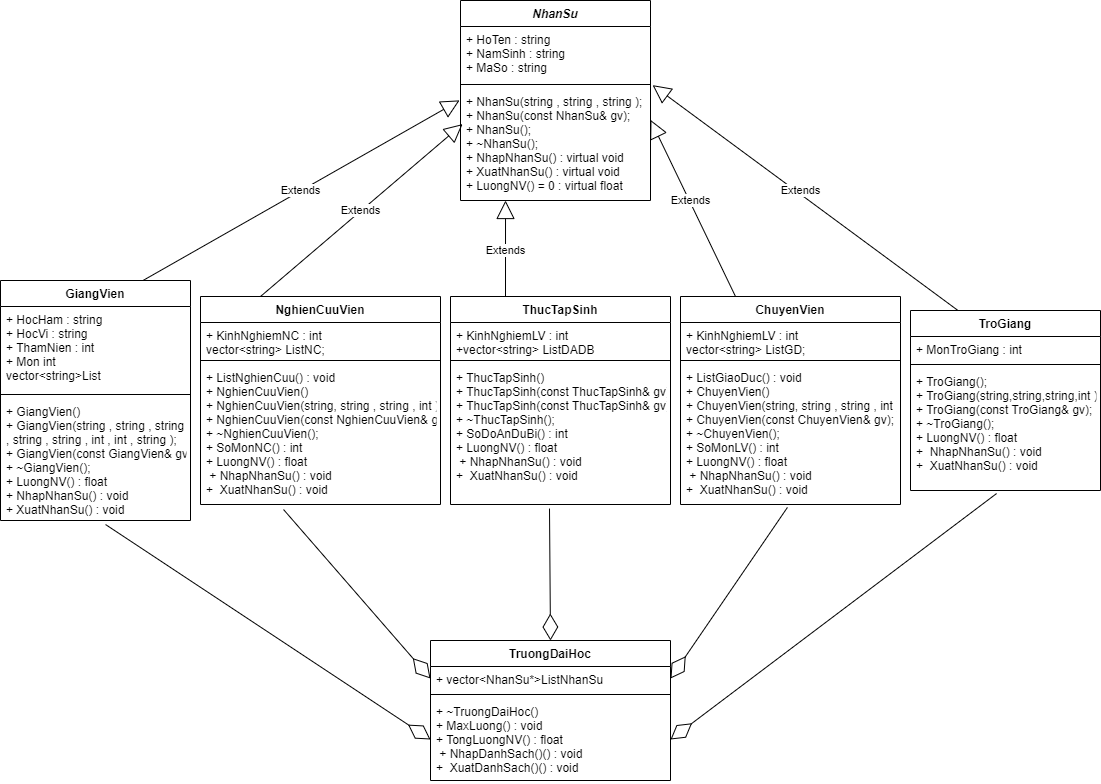 NhanSu
+ HoTen : string
+ NamSinh : string
+ MaSo : string
+ NhanSu(string , string , string );
+ NhanSu(const NhanSu& gv);
+ NhanSu();
+ ~NhanSu();
+ NhapNhanSu() : virtual void
+ XuatNhanSu() : virtual void
+ LuongNV() = 0 : virtual float
Extends
Extends
Extends
Extends
Extends
GiangVien
+ HocHam : string
+ HocVi : string
+ ThamNien : int
+ Mon int
vector<string>List
+ GiangVien()
+ GiangVien(string , string , string
, string , string , int , int , string );
+ GiangVien(const GiangVien& gv
+ ~GiangVien();
+ LuongNV() : float
+ NhapNhanSu() : void
+ XuatNhanSu() : void
NghienCuuVien
+ KinhNghiemNC : int
vector<string> ListNC;
+ ListNghienCuu() : void
+ NghienCuuVien()
+ NghienCuuVien(string, string , string , int )
+ NghienCuuVien(const NghienCuuVien& g
+ ~NghienCuuVien();
+ SoMonNC() : int
+ LuongNV() : float
+ NhapNhanSu() : void
+ XuatNhanSu() : void
ThucTapSinh
+ KinhNghiemLV : int
+vector<string> ListDADB
+ ThucTapSinh()
+ ThucTapSinh(const ThucTapSinh& gv
+ ThucTapSinh(const ThucTapSinh& gv
+ ~ThucTapSinh();
+ SoDoAnDuBi() : int
+ LuongNV() : float
+ NhapNhanSu() : void
+ XuatNhanSu() : void
ChuyenVien
+ KinhNghiemLV : int
vector<string> ListGD;
+ ListGiaoDuc() : void
+ ChuyenVien()
+ ChuyenVien(string, string , string , int
+ ChuyenVien(const ChuyenVien& gv);
+ ~ChuyenVien();
+ SoMonLV() : int
+ LuongNV() : float
+ NhapNhanSu() : void
+ XuatNhanSu() : void
TroGiang
+ MonTroGiang : int
+ TroGiang();
+ TroGiang(string,string,string,int )
+ TroGiang(const TroGiang& gv);
+ ~TroGiang();
+ LuongNV() : float
+ NhapNhanSu() : void
+ XuatNhanSu() : void
TruongDaiHoc
+ vector<NhanSu*>ListNhanSu
+ ~TruongDaiHoc()
+ MaxLuong() : void
+ TongLuongNV() : float
+ NhapDanhSach()() : void
+ XuatDanhSach()() : void